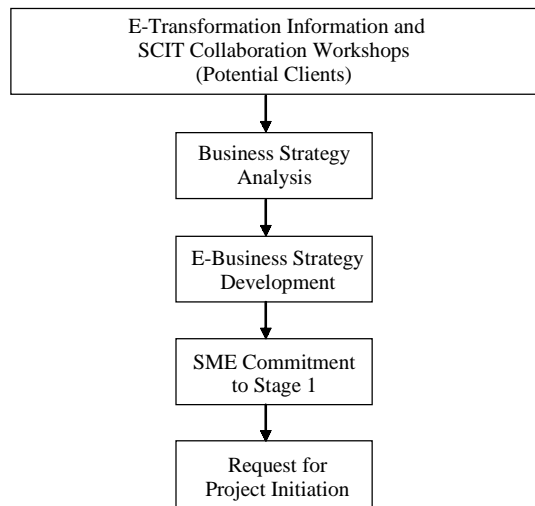 E-Transformation Information and
SCIT Collaboration Workshops
(Potential Clients)
Business Strategy
Analysis
E-Business Strategy
Development
SME Commitment
to Stage 1
Request for
Project Initiation